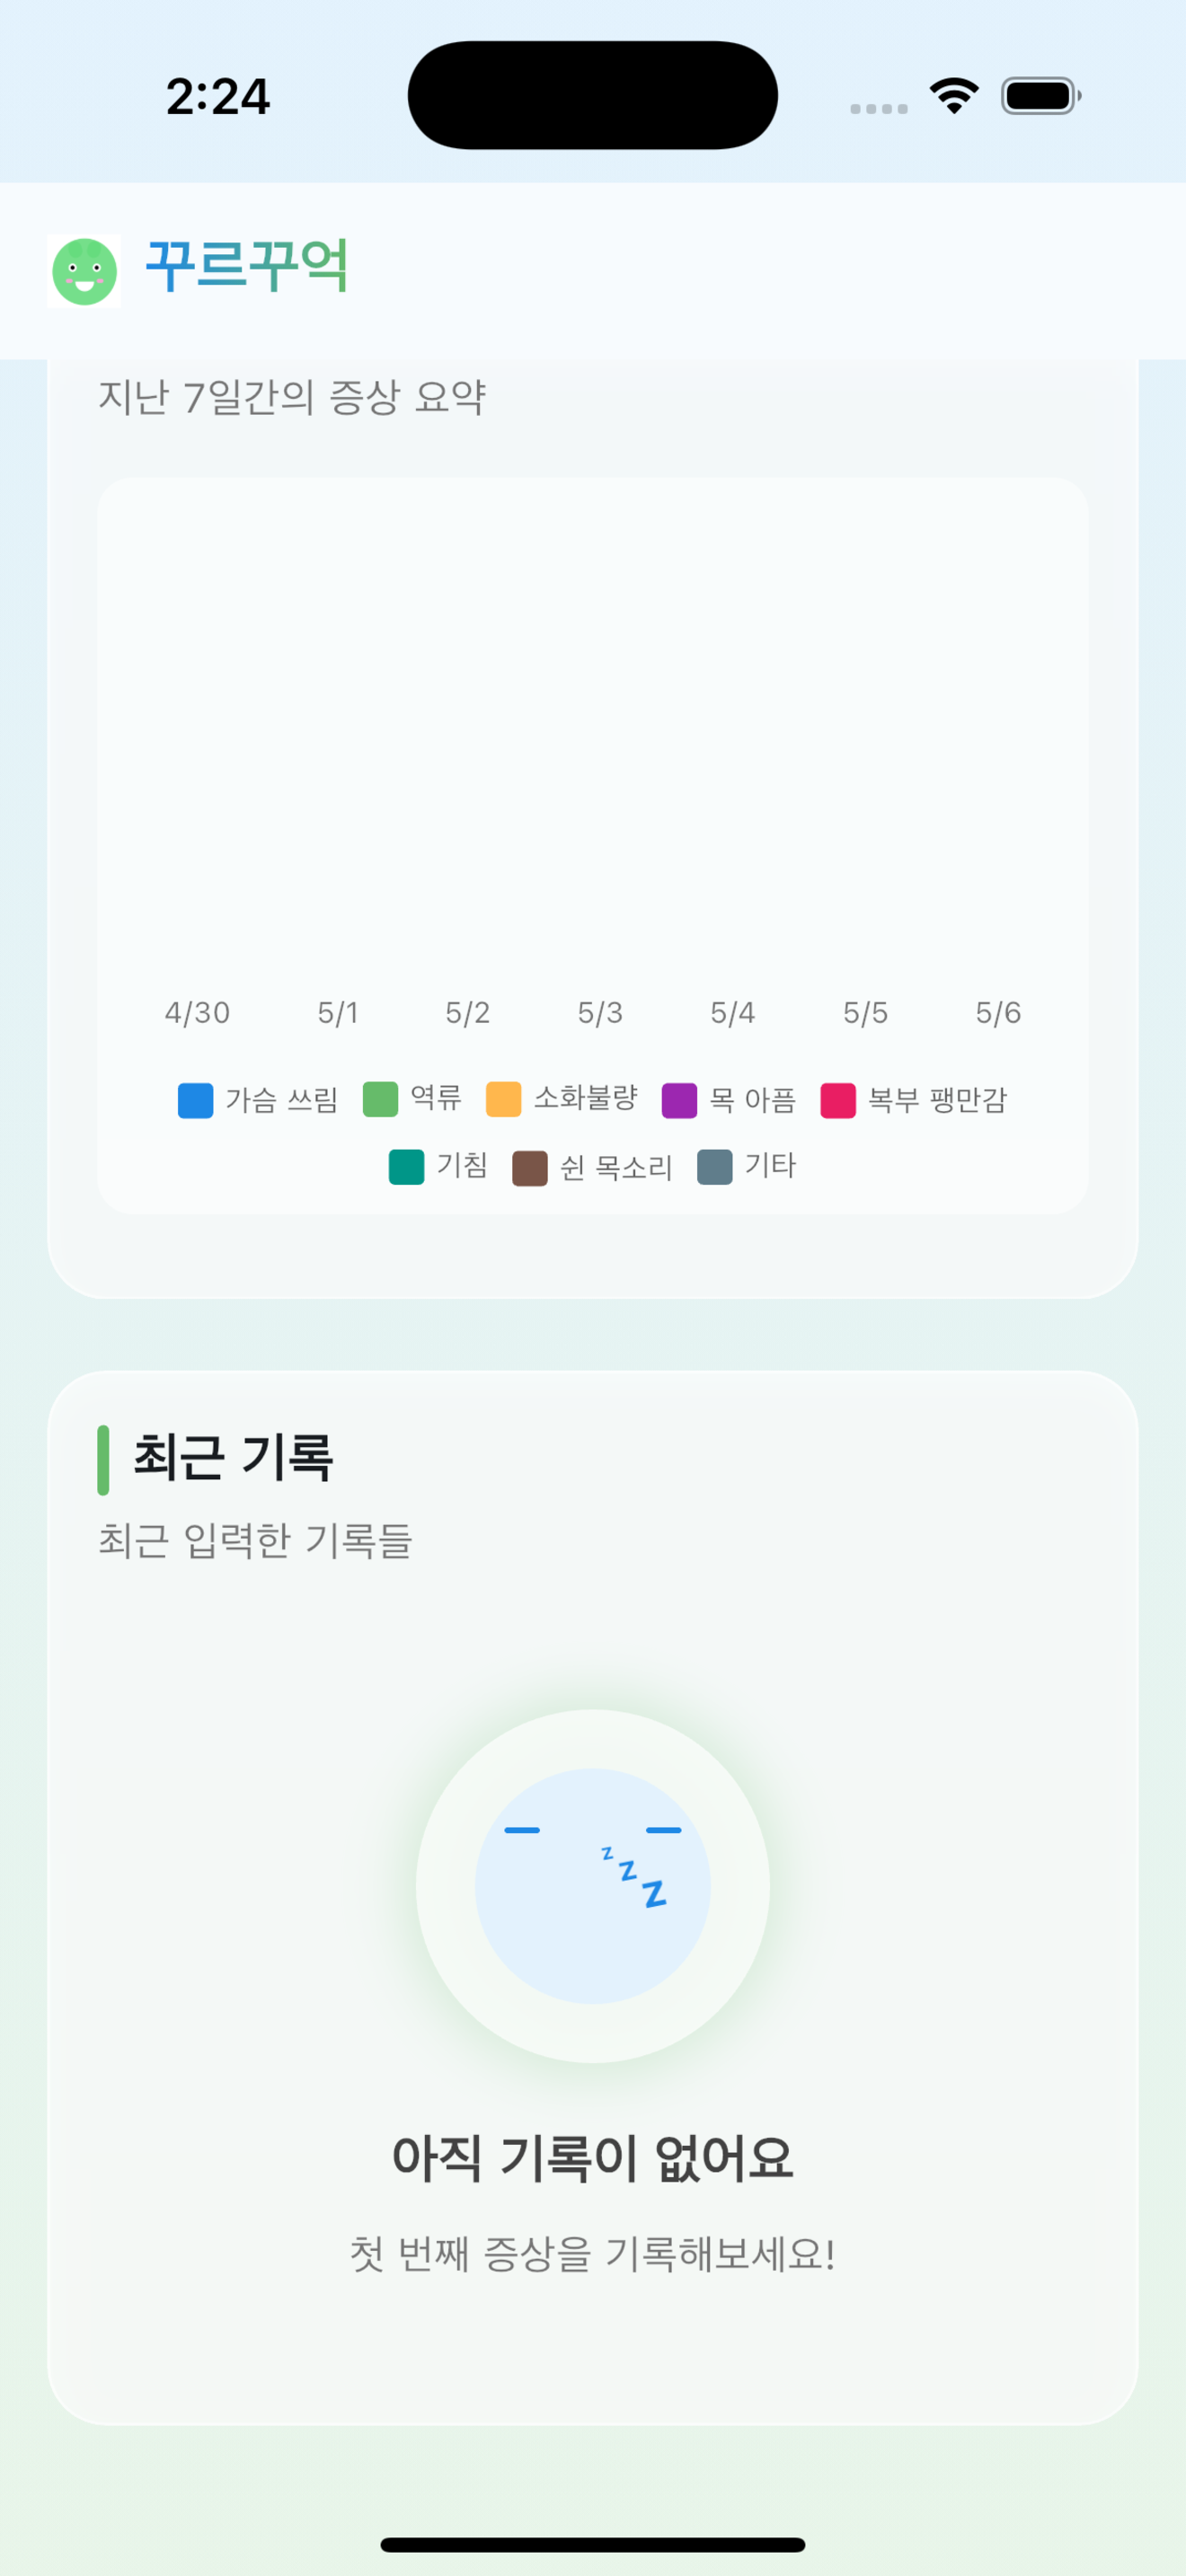 2:24
꾸르꾸억
지난 7일간의 증상 요약
4/30 5/1 5/2 5/3 5/4 5/5 5/6
가슴 쓰림 역류 소화불량 목 아픔 복부 팽만감
기침 쉰 목소리 기타
최근 기록
최근 입력한 기록들
z
z
z
아직 기록이 없어요
첫 번째 증상을 기록해보세요!